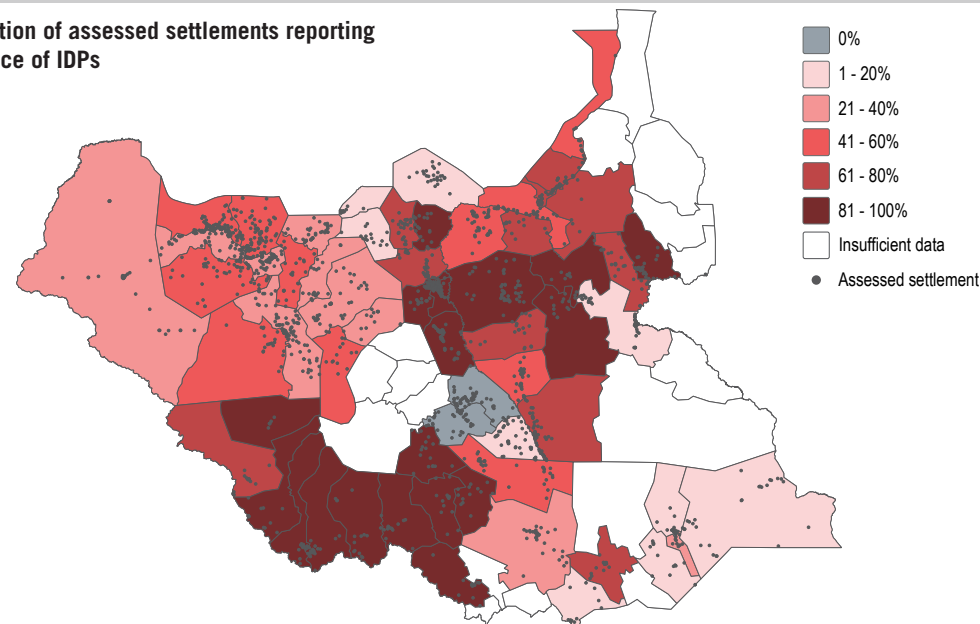 tion of assessed settlements reporting
ce of IDPs
0%
1 - 20%
21 - 40%
41 - 60%
61 - 80%
81 - 100%
Insufficient data
Assessed settlement